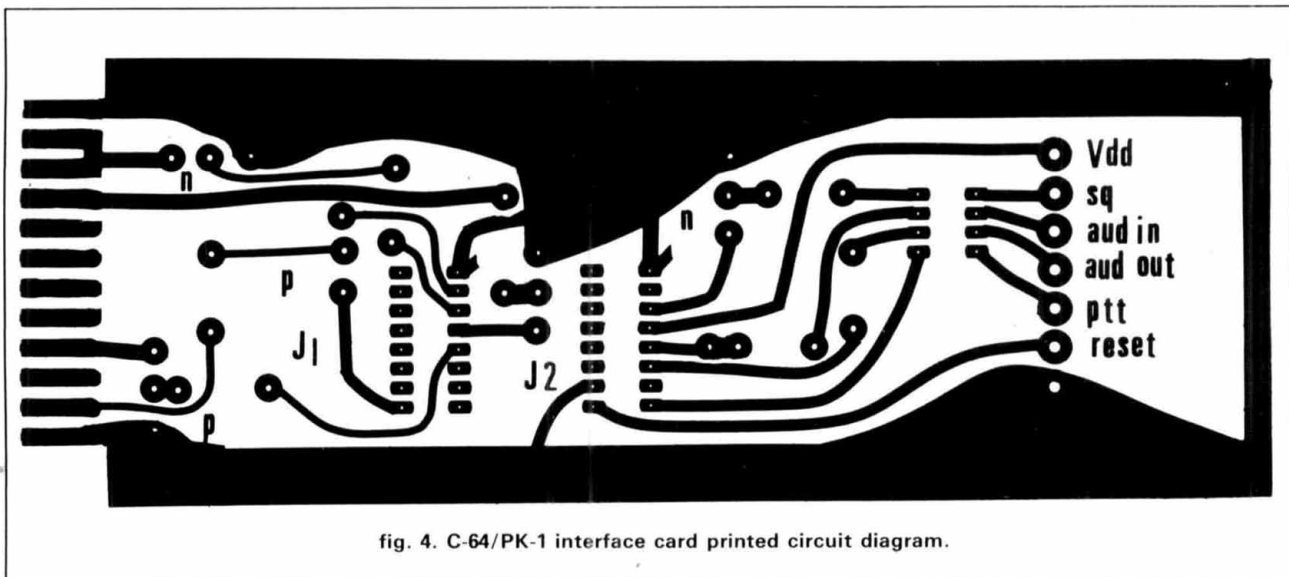 Vdd
n
sq
n
aud in
aud out
p
ptt
J1
reset
J2
p
fig. 4. C-64/PK-1 interface card printed circuit diagram.